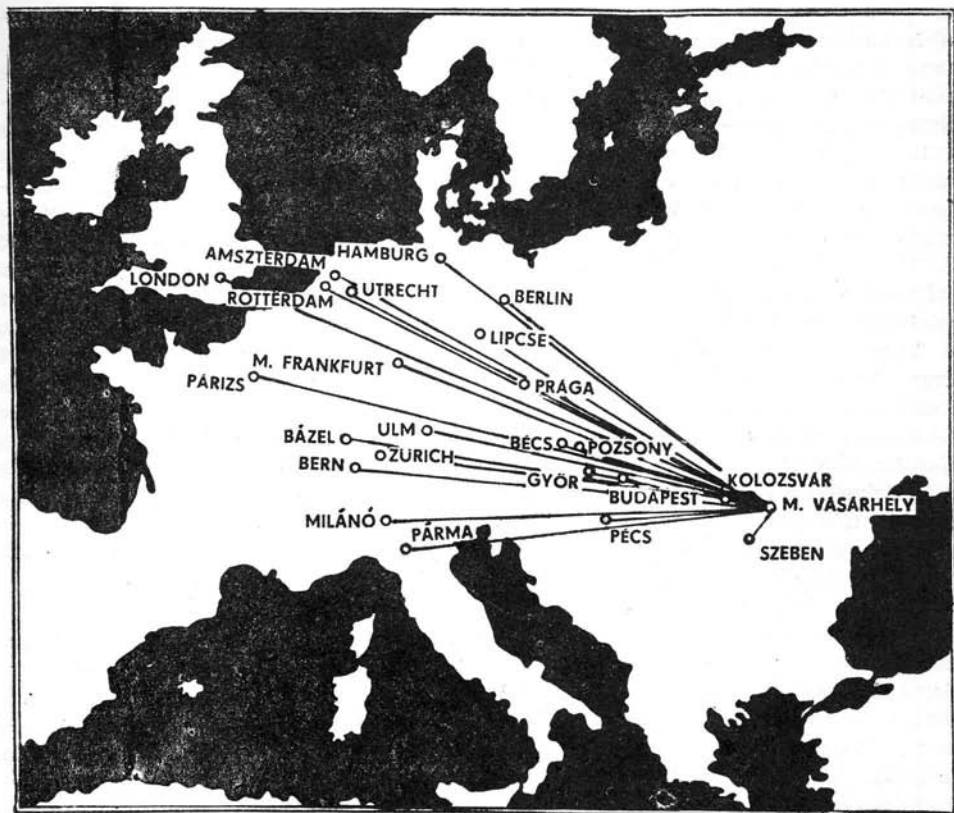 HAMBURG
AMSZTERDAM
LONDON
UTRECHT
ROTTERDAM
BERLIN
LIPCSE
M. FRANKFURT
PÁRIZS
PRÁGA
ULM
BÁZEL
BÉCS
POZSONY
ZÜRICH
BERN
GYŐR
KOLOZSVÁR
BUDAPEST
M. VÁSÁRHELY
MILÁNÓ
PÁRMA
PÉCS
SZEBEN